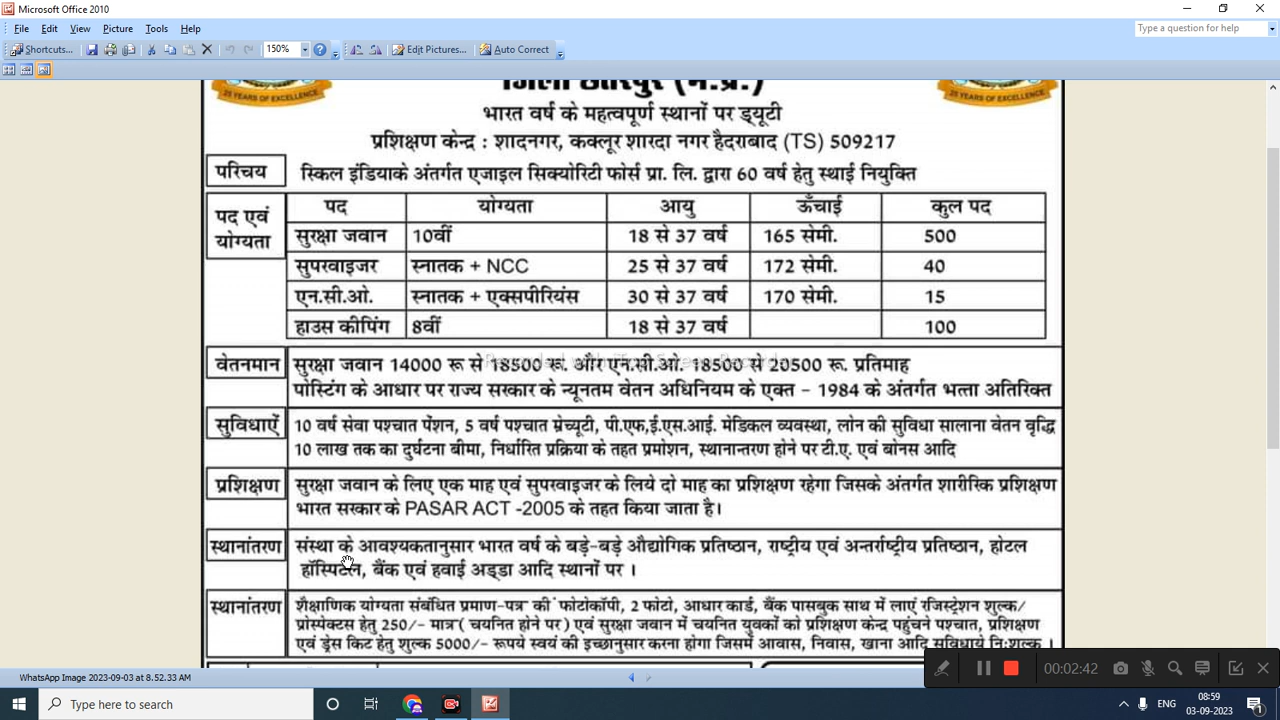 Microsoft Office 2010
File Edit View Picture Tools Help
Type a question for help
Shortcuts... 150% Edit Pictures... Auto Correct
25 YEARS OF EXCELLENCE
जिला (म.प्र.)
25 YEARS OF EXCELLENCE
भारत वर्ष के महत्वपूर्ण स्थानों पर ड्यूटी
प्रशिक्षण केन्द्र : शादनगर, कक्लूर शारदा नगर हैदराबाद (TS) 509217
परिचय स्किल इंडियाके अंतर्गत एजाइल सिक्योरिटी फोर्स प्रा. लि. द्वारा 60 वर्ष हेतु स्थाई नियुक्ति
पद एवं योग्यता
पद योग्यता आयु ऊँचाई कुल पद
सुरक्षा जवान 10वीं 18 से 37 वर्ष 165 सेमी. 500
सुपरवाइजर स्नातक + NCC 25 से 37 वर्ष 172 सेमी. 40
एन.सी.ओ. स्नातक + एक्सपीरियंस 30 से 37 वर्ष 170 सेमी. 15
हाउस कीपिंग 8वीं 18 से 37 वर्ष 100
वेतनमान सुरक्षा जवान 14000 रू से 18500 रू. और एन.सी.ओ. 18500 से 20500 रू. प्रतिमाह
पोस्टिंग के आधार पर राज्य सरकार के न्यूनतम वेतन अधिनियम के एक्त – 1984 के अंतर्गत भत्ता अतिरिक्त
सुविधाऐं 10 वर्ष सेवा पश्चात पेंशन, 5 वर्ष पश्चात ग्रेच्यूटी, पी.एफ,ई.एस.आई. मेडिकल व्यवस्था, लोन की सुविधा सालाना वेतन वृद्धि
10 लाख तक का दुर्घटना बीमा, निर्धारित प्रक्रिया के तहत प्रमोशन, स्थानान्तरण होने पर टी.ए. एवं बोनस आदि
प्रशिक्षण सुरक्षा जवान के लिए एक माह एवं सुपरवाइजर के लिये दो माह का प्रशिक्षण रहेगा जिसके अंतर्गत शारीरिक प्रशिक्षण
भारत सरकार के PASAR ACT -2005 के तहत किया जाता है।
स्थानांतरण संस्था के आवश्यकतानुसार भारत वर्ष के बड़े-बड़े औद्योगिक प्रतिष्ठान, राष्ट्रीय एवं अन्तर्राष्ट्रीय प्रतिष्ठान, होटल
हॉस्पिटल, बैंक एवं हवाई अड्डा आदि स्थानों पर ।
स्थानांतरण शैक्षाणिक योग्यता संबंधित प्रमाण-पत्र की फोटोकॉपी, 2 फोटो, आधार कार्ड, बैंक पासबुक साथ में लाएं रजिस्ट्रेशन शुल्क/
प्रोस्पेक्टस हेतु 250/- मात्र ( चयनित होने पर ) एवं सुरक्षा जवान में चयनित युवकों को प्रशिक्षण केन्द्र पहुंचने पश्चात, प्रशिक्षण
एवं ड्रेस किट हेतु शुल्क 5000/- रूपये स्वयं की इच्छानुसार करना होगा जिसमें आवास, निवास, खाना आदि सुविधायें नि:शुल्क ।
00:02:42
WhatsApp Image 2023-09-03 at 8.52.33 AM
Type here to search
ENG
08:59
03-09-2023
1